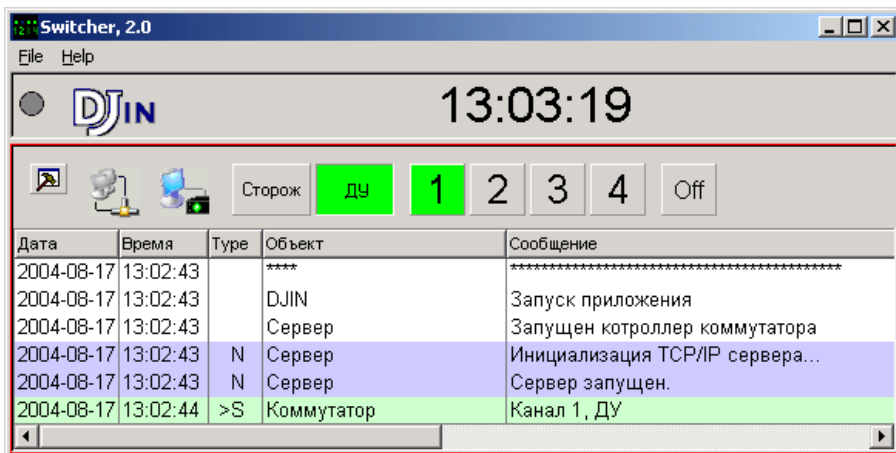 Switcher, 2.0
File Help
DJIN 13:03:19
Сторож ДУ 1 2 3 4 Off
Дата Время Type Объект Сообщение
2004-08-17 13:02:43 **** ********************************************
2004-08-17 13:02:43 DJIN Запуск приложения
2004-08-17 13:02:43 Сервер Запущен котроллер коммутатора
2004-08-17 13:02:43 N Сервер Инициализация TCP/IP сервера...
2004-08-17 13:02:43 N Сервер Сервер запущен.
2004-08-17 13:02:44 >S Коммутатор Канал 1, ДУ